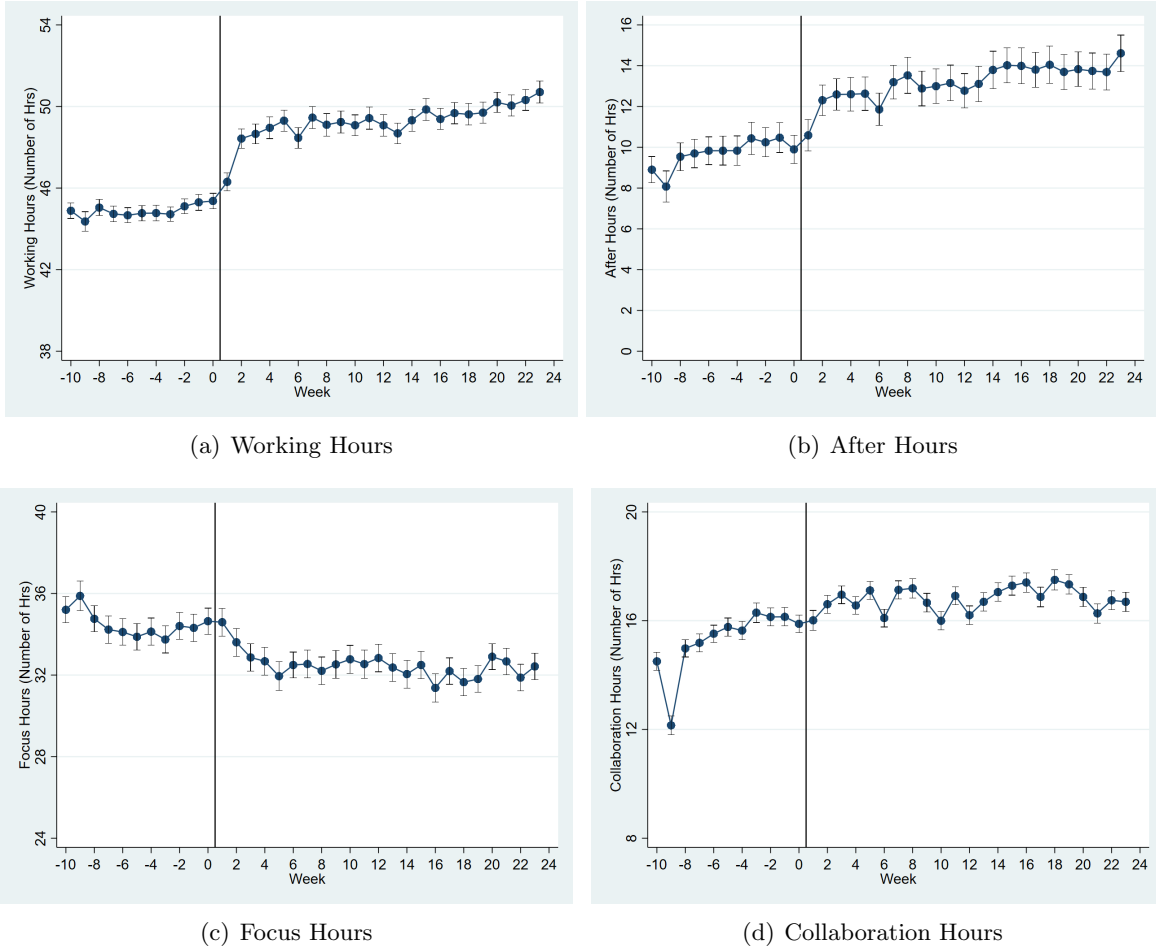 Working Hours (Number of Hrs)
54
50
46
42
38
-10 -8 -6 -4 -2 0 2 4 6 8 10 12 14 16 18 20 22 24
Week
(a) Working Hours
After Hours (Number of Hrs)
16
14
12
10
8
6
4
2
0
-10 -8 -6 -4 -2 0 2 4 6 8 10 12 14 16 18 20 22 24
Week
(b) After Hours
Focus Hours (Number of Hrs)
40
36
32
28
24
-10 -8 -6 -4 -2 0 2 4 6 8 10 12 14 16 18 20 22 24
Week
(c) Focus Hours
Collaboration Hours (Number of Hrs)
20
16
12
8
-10 -8 -6 -4 -2 0 2 4 6 8 10 12 14 16 18 20 22 24
Week
(d) Collaboration Hours